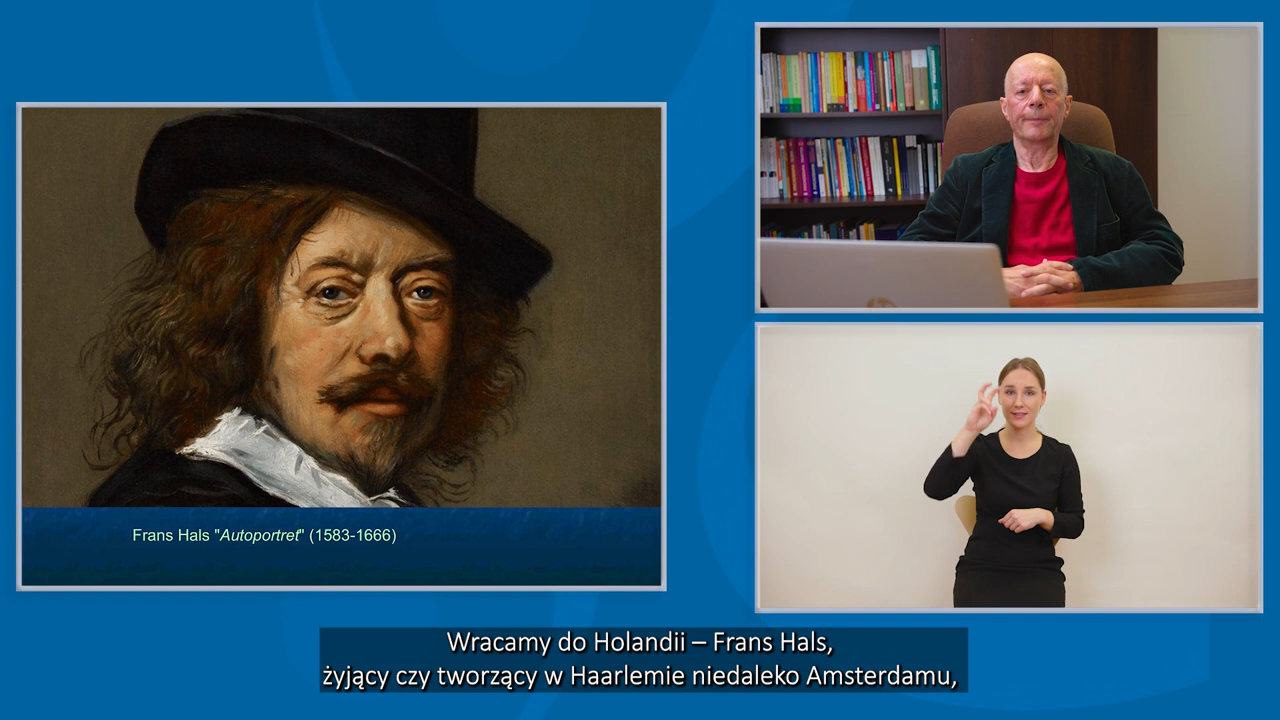 Frans Hals "Autoportret" (1583-1666)
Wracamy do Holandii – Frans Hals,
żyjący czy tworzący w Haarlemie niedaleko Amsterdamu,